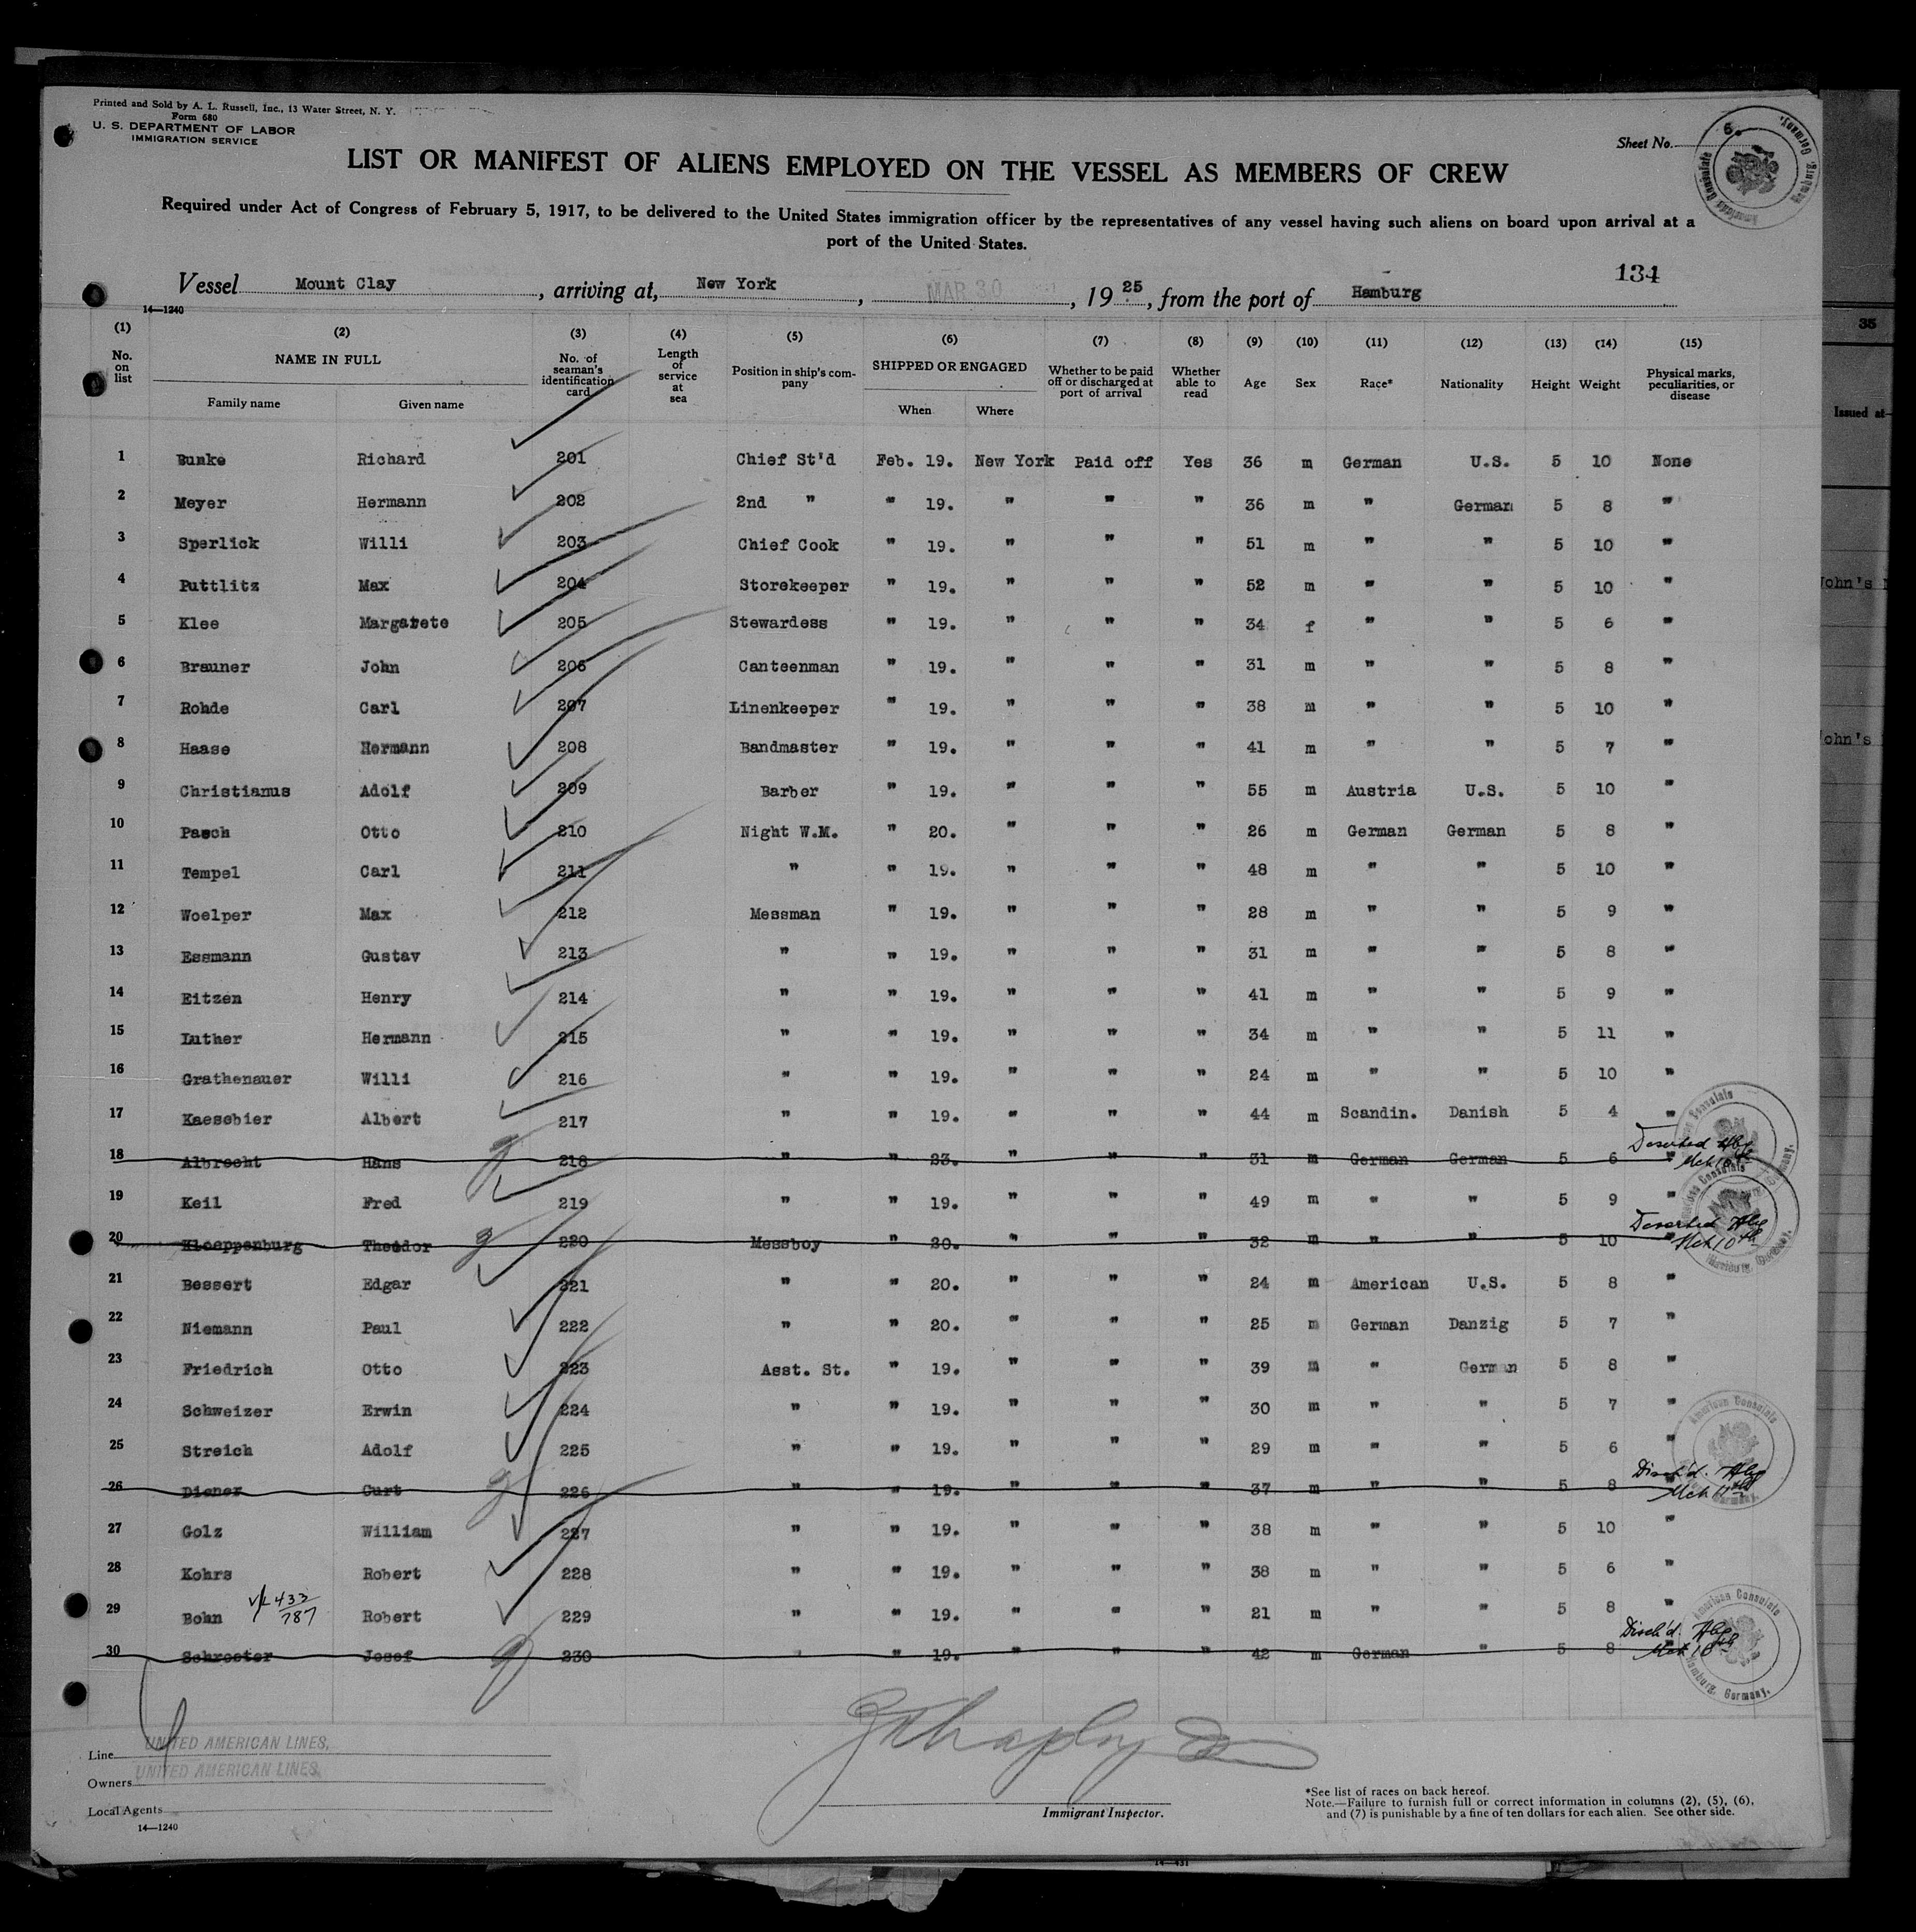 Printed and Sold by A. L. Russell, Inc., 13 Water Street, N. Y.
Form 680
U. S. DEPARTMENT OF LABOR
IMMIGRATION SERVICE
Sheet No. 6.
LIST OR MANIFEST OF ALIENS EMPLOYED ON THE VESSEL AS MEMBERS OF CREW
Required under Act of Congress of February 5, 1917, to be delivered to the United States immigration officer by the representatives of any vessel having such aliens on board upon arrival at a
port of the United States.
134
Vessel Mount Clay, arriving at, New York, MAR 30, 1925, from the port of Hamburg
14—1240
(1) (2) (3) (4) (5) (6) (7) (8) (9) (10) (11) (12) (13) (14) (15)
No. on list NAME IN FULL Family name Given name No. of seaman's identification card Length of service at sea Position in ship's company SHIPPED OR ENGAGED When Where Whether to be paid off or discharged at port of arrival Whether able to read Age Sex Race* Nationality Height Weight Physical marks, peculiarities, or disease
1 Bunke Richard 201 Chief St'd Feb. 19. New York Paid off Yes 36 m German U.S. 5 10 None
2 Meyer Hermann 202 2nd " " 19. " " " 36 m " German 5 8 "
3 Sperlick Willi 203 Chief Cook " 19. " " " 51 m " " 5 10 "
4 Puttlitz Max 204 Storekeeper " 19. " " " 52 m " " 5 10 "
5 Klee Margarete 205 Stewardess " 19. " " " 34 f " " 5 6 "
6 Brauner John 206 Canteenman " 19. " " " 31 m " " 5 8 "
7 Rohde Carl 207 Linenkeeper " 19. " " " 38 m " " 5 10 "
8 Haase Hermann 208 Bandmaster " 19. " " " 41 m " " 5 7 "
9 Christianus Adolf 209 Barber " 19. " " " 55 m Austria U.S. 5 10 "
10 Pasch Otto 210 Night W.M. " 20. " " " 26 m German German 5 8 "
11 Tempel Carl 211 " " 19. " " " 48 m " " 5 10 "
12 Woelper Max 212 Messman " 19. " " " 28 m " " 5 9 "
13 Essmann Gustav 213 " " 19. " " " 31 m " " 5 8 "
14 Eitzen Henry 214 " " 19. " " " 41 m " " 5 9 "
15 Luther Hermann 215 " " 19. " " " 34 m " " 5 11 "
16 Grathenauer Willi 216 " " 19. " " " 24 m " " 5 10 "
17 Kaesebier Albert 217 " " 19. " " " 44 m Scandin. Danish 5 4 "
18 Albrecht Hans 218 " " 23. " " " 31 m German German 5 6 " Deserted Hbg Mch 10th
19 Keil Fred 219 " " 19. " " " 49 m " " 5 9 "
20 Kloeppenburg Theodor 220 Messboy " 20. " " " 32 m " " 5 10 " Deserted Hbg Mch 10th
21 Bessert Edgar 221 " " 20. " " " 24 m American U.S. 5 8 "
22 Niemann Paul 222 " " 20. " " " 25 m German Danzig 5 7 "
23 Friedrich Otto 223 Asst. St. " 19. " " " 39 m " German 5 8 "
24 Schweizer Erwin 224 " " 19. " " " 30 m " " 5 7 "
25 Streich Adolf 225 " " 19. " " " 29 m " " 5 6 "
26 Diener Curt 226 " " 19. " " " 37 m " " 5 8 " Disch'd. Hbg Mch 11th
27 Golz William 227 " " 19. " " " 38 m " " 5 10 "
28 Kohrs Robert 228 " " 19. " " " 38 m " " 5 6 "
29 Bohn 433/787 Robert 229 " " 19. " " " 21 m " " 5 8 "
30 Schroeter Josef 230 " " 19. " " " 42 m German " 5 8 Disch'd. Hbg Mch 10th
Line UNITED AMERICAN LINES,
Owners UNITED AMERICAN LINES
Local Agents
14—1240
Immigrant Inspector.
*See list of races on back hereof.
Note.—Failure to furnish full or correct information in columns (2), (5), (6),
and (7) is punishable by a fine of ten dollars for each alien. See other side.
American Consulate
Hamburg, Germany.
35
Issued at
John's
John's
14—431